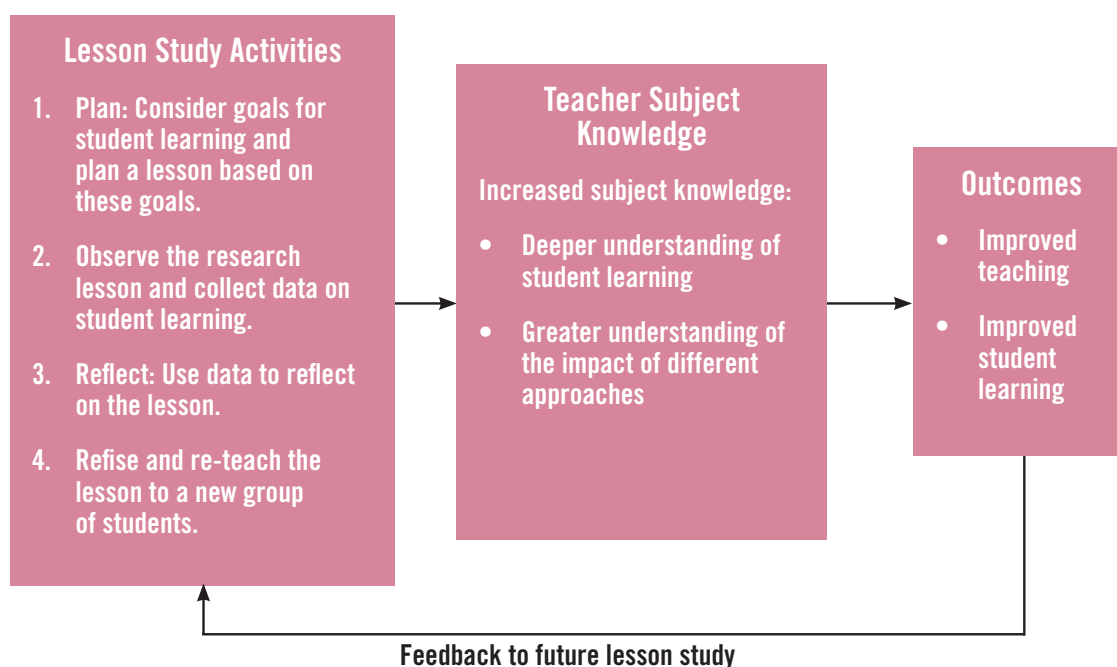 Lesson Study Activities
1. Plan: Consider goals for
student learning and
plan a lesson based on
these goals.
2. Observe the research
lesson and collect data on
student learning.
3. Reflect: Use data to reflect
on the lesson.
4. Refise and re-teach the
lesson to a new group
of students.
Teacher Subject
Knowledge
Increased subject knowledge:
• Deeper understanding of
student learning
• Greater understanding of
the impact of different
approaches
Outcomes
• Improved
teaching
• Improved
student
learning
Feedback to future lesson study